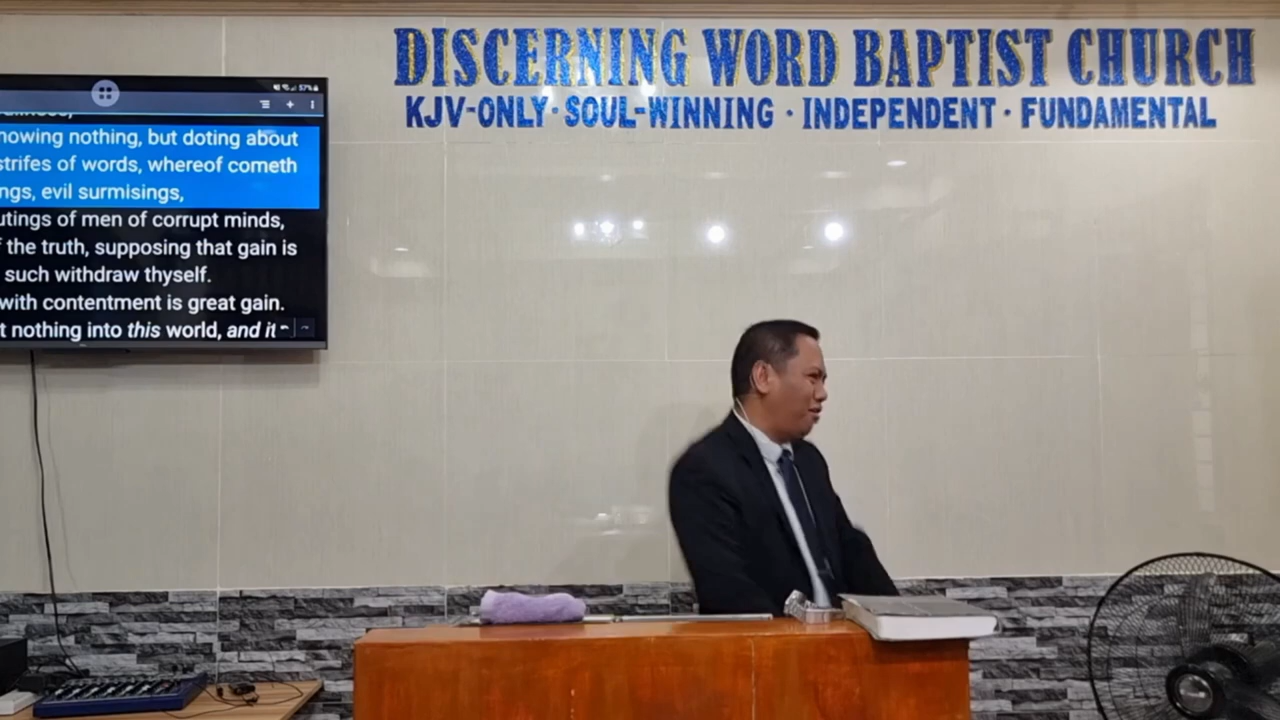 DISCERNING WORD BAPTIST CHURCH
KJV-ONLY · SOUL-WINNING · INDEPENDENT · FUNDAMENTAL
57%
nowing nothing, but doting about
strifes of words, whereof cometh
ngs, evil surmisings,
utings of men of corrupt minds,
f the truth, supposing that gain is
such withdraw thyself.
with contentment is great gain.
t nothing into this world, and it